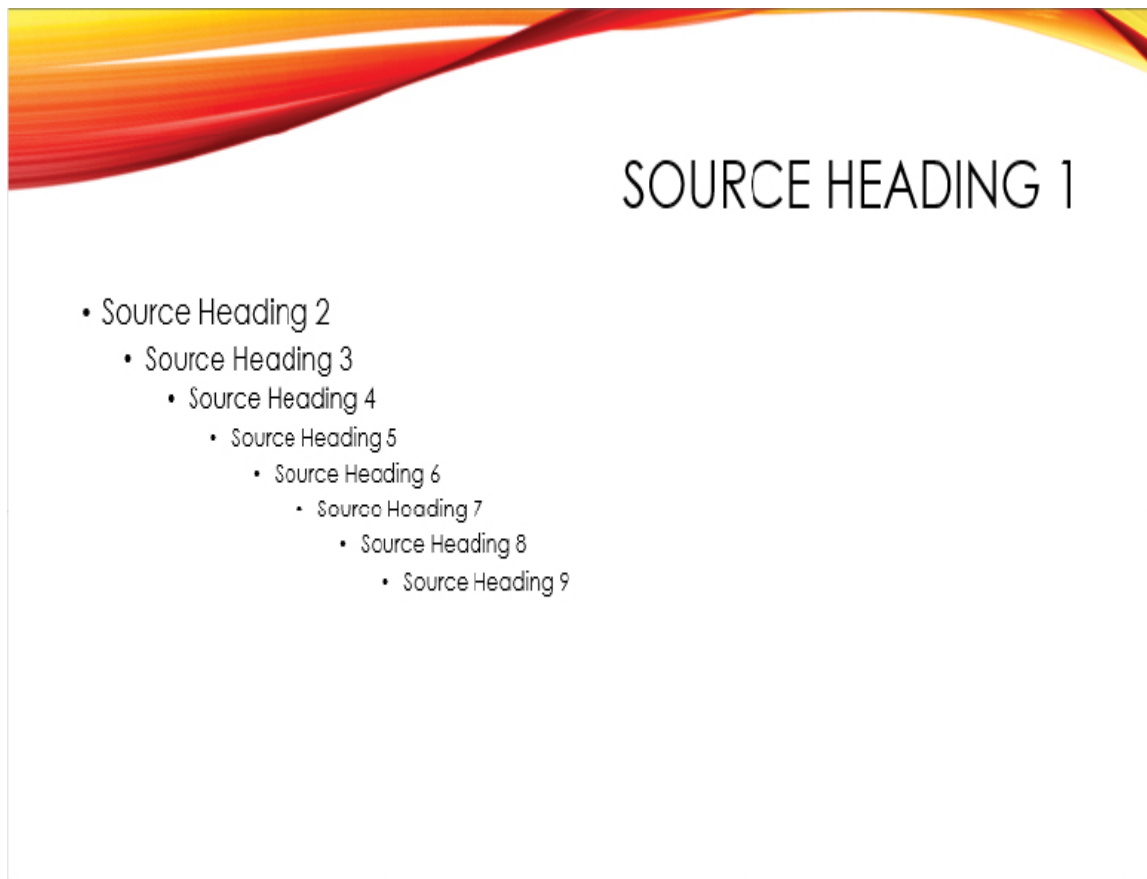 SOURCE HEADING 1
• Source Heading 2
• Source Heading 3
• Source Heading 4
• Source Heading 5
• Source Heading 6
• Source Heading 7
• Source Heading 8
• Source Heading 9